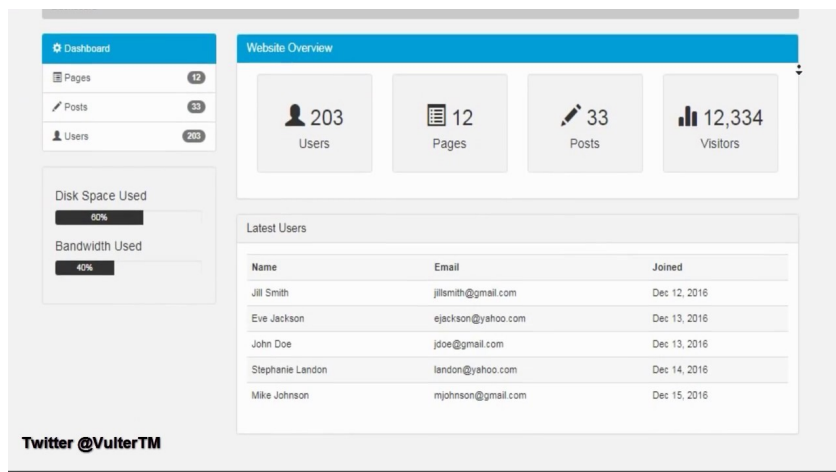 Dashboard
Pages 12
Posts 33
Users 203
Disk Space Used
60%
Bandwidth Used
40%
Website Overview
203
Users
12
Pages
33
Posts
12,334
Visitors
Latest Users
Name Email Joined
Jill Smith jillsmith@gmail.com Dec 12, 2016
Eve Jackson ejackson@yahoo.com Dec 13, 2016
John Doe jdoe@gmail.com Dec 13, 2016
Stephanie Landon landon@yahoo.com Dec 14, 2016
Mike Johnson mjohnson@gmail.com Dec 15, 2016
Twitter @VulterTM